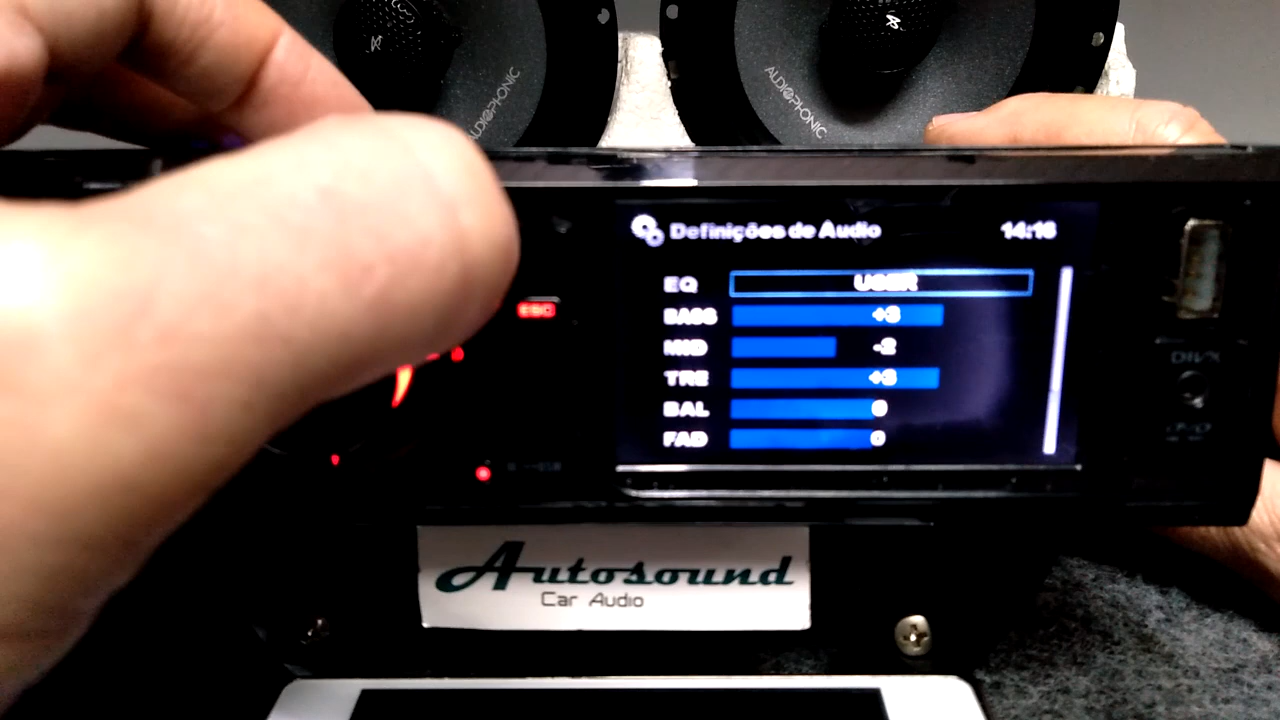 AUDIOPHONIC
AUDIOPHONIC
Definições de Áudio 14:16
EQ USER
BASS +3
MID -2
TRE +3
BAL 0
FAD 0
ESC
Autosound
Car Audio